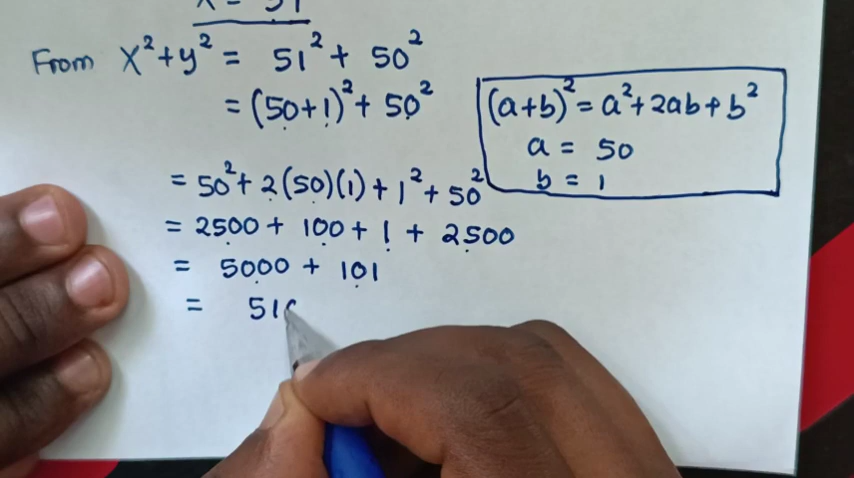 x = 51
From x² + y² = 51² + 50²
= (50+1)² + 50²
= 50² + 2(50)(1) + 1² + 50²
= 2500 + 100 + 1 + 2500
= 5000 + 101
= 51
(a+b)² = a² + 2ab + b²
a = 50
b = 1